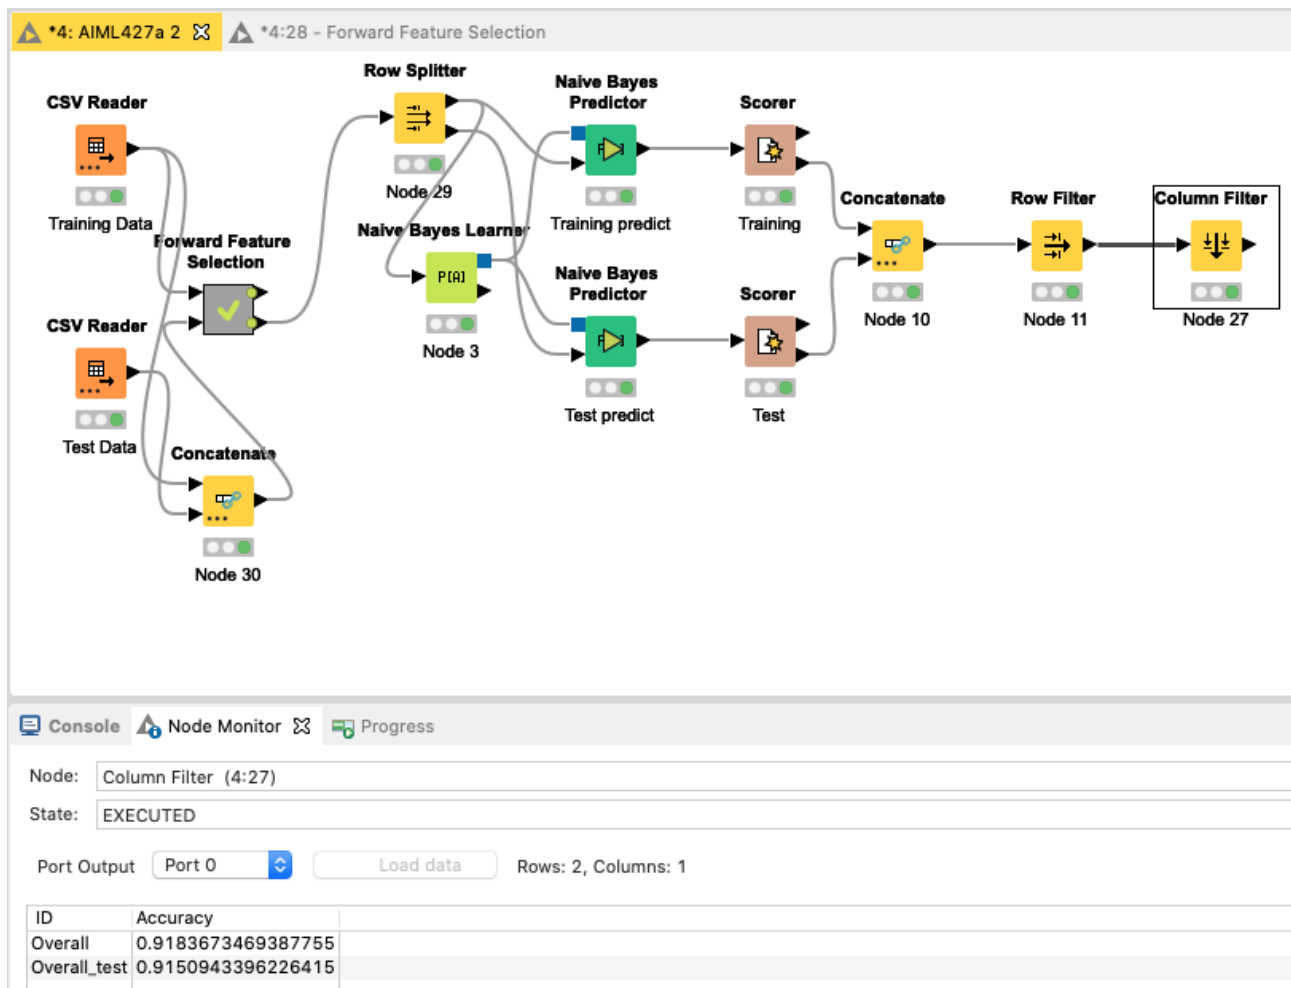 *4: AIML427a 2
*4:28 - Forward Feature Selection
Row Splitter
Naive Bayes
Predictor
Scorer
CSV Reader
Node 29
Training Data
Training predict
Training
Forward Feature
Selection
Naive Bayes Learner
P[A]
Node 3
Concatenate
Row Filter
Column Filter
Node 10
Node 11
Node 27
Naive Bayes
Predictor
Scorer
CSV Reader
Test predict
Test
Test Data
Concatenate
Node 30
Console
Node Monitor
Progress
Node:
Column Filter (4:27)
State:
EXECUTED
Port Output
Port 0
Load data
Rows: 2, Columns: 1
ID Accuracy
Overall 0.9183673469387755
Overall_test 0.9150943396226415